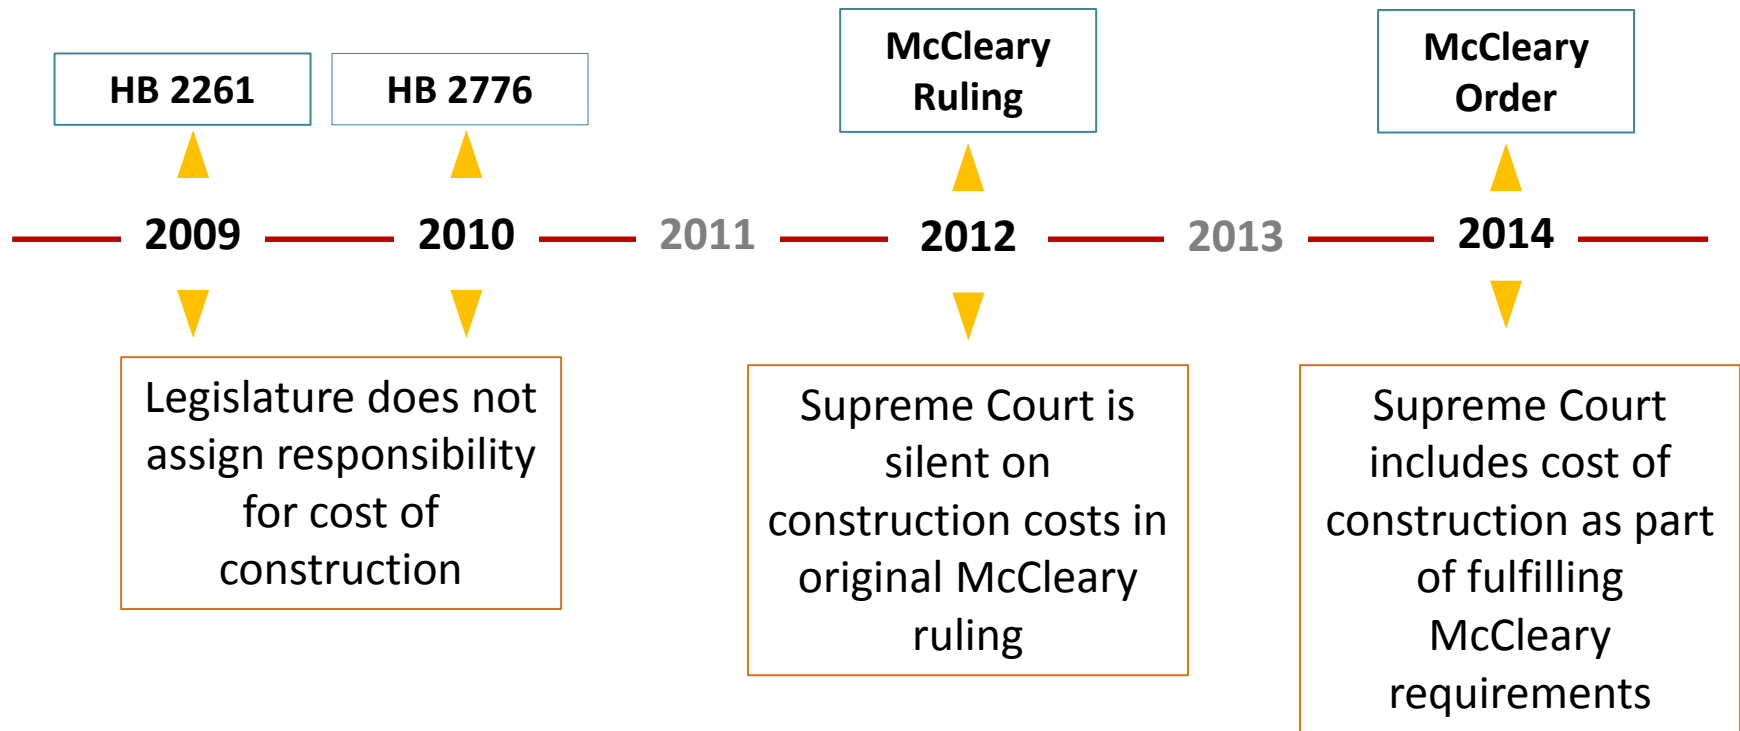 HB 2261
HB 2776
McCleary
Ruling
McCleary
Order
2009
2010
2011
2012
2013
2014
Legislature does not
assign responsibility
for cost of
construction
Supreme Court is
silent on
construction costs in
original McCleary
ruling
Supreme Court
includes cost of
construction as part
of fulfilling
McCleary
requirements